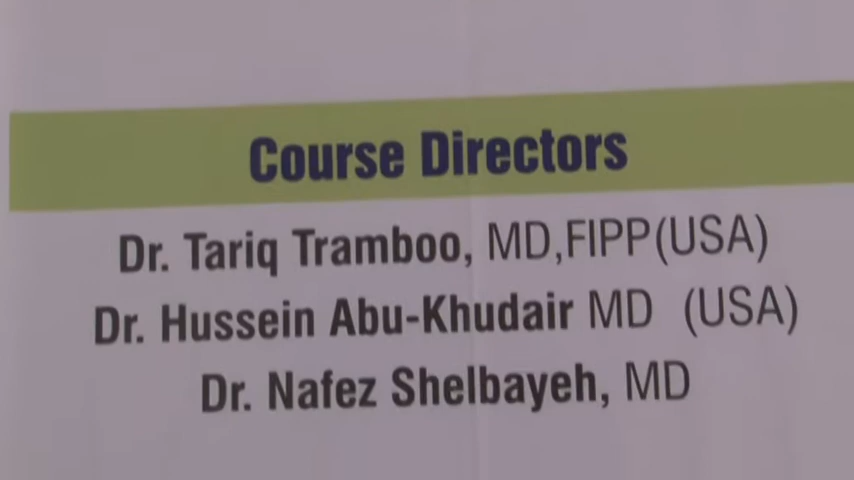 Course Directors
Dr. Tariq Tramboo, MD,FIPP(USA)
Dr. Hussein Abu-Khudair MD (USA)
Dr. Nafez Shelbayeh, MD